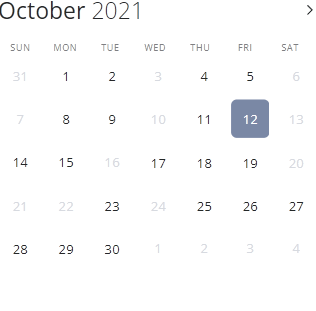 October 2021
SUN MON TUE WED THU FRI SAT
31 1 2 3 4 5 6
7 8 9 10 11 12 13
14 15 16 17 18 19 20
21 22 23 24 25 26 27
28 29 30 1 2 3 4